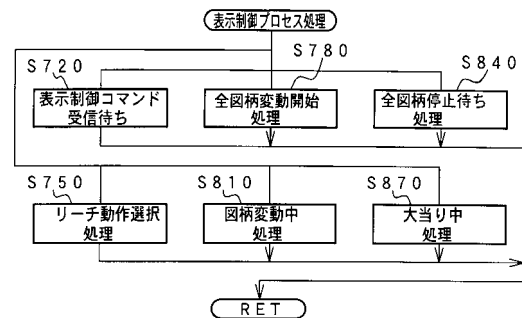 表示制御プロセス処理
S720
S780
S840
表示制御コマンド
受信待ち
全図柄変動開始
処理
全図柄停止待ち
処理
S750
S810
S870
リーチ動作選択
処理
図柄変動中
処理
大当り中
処理
RET